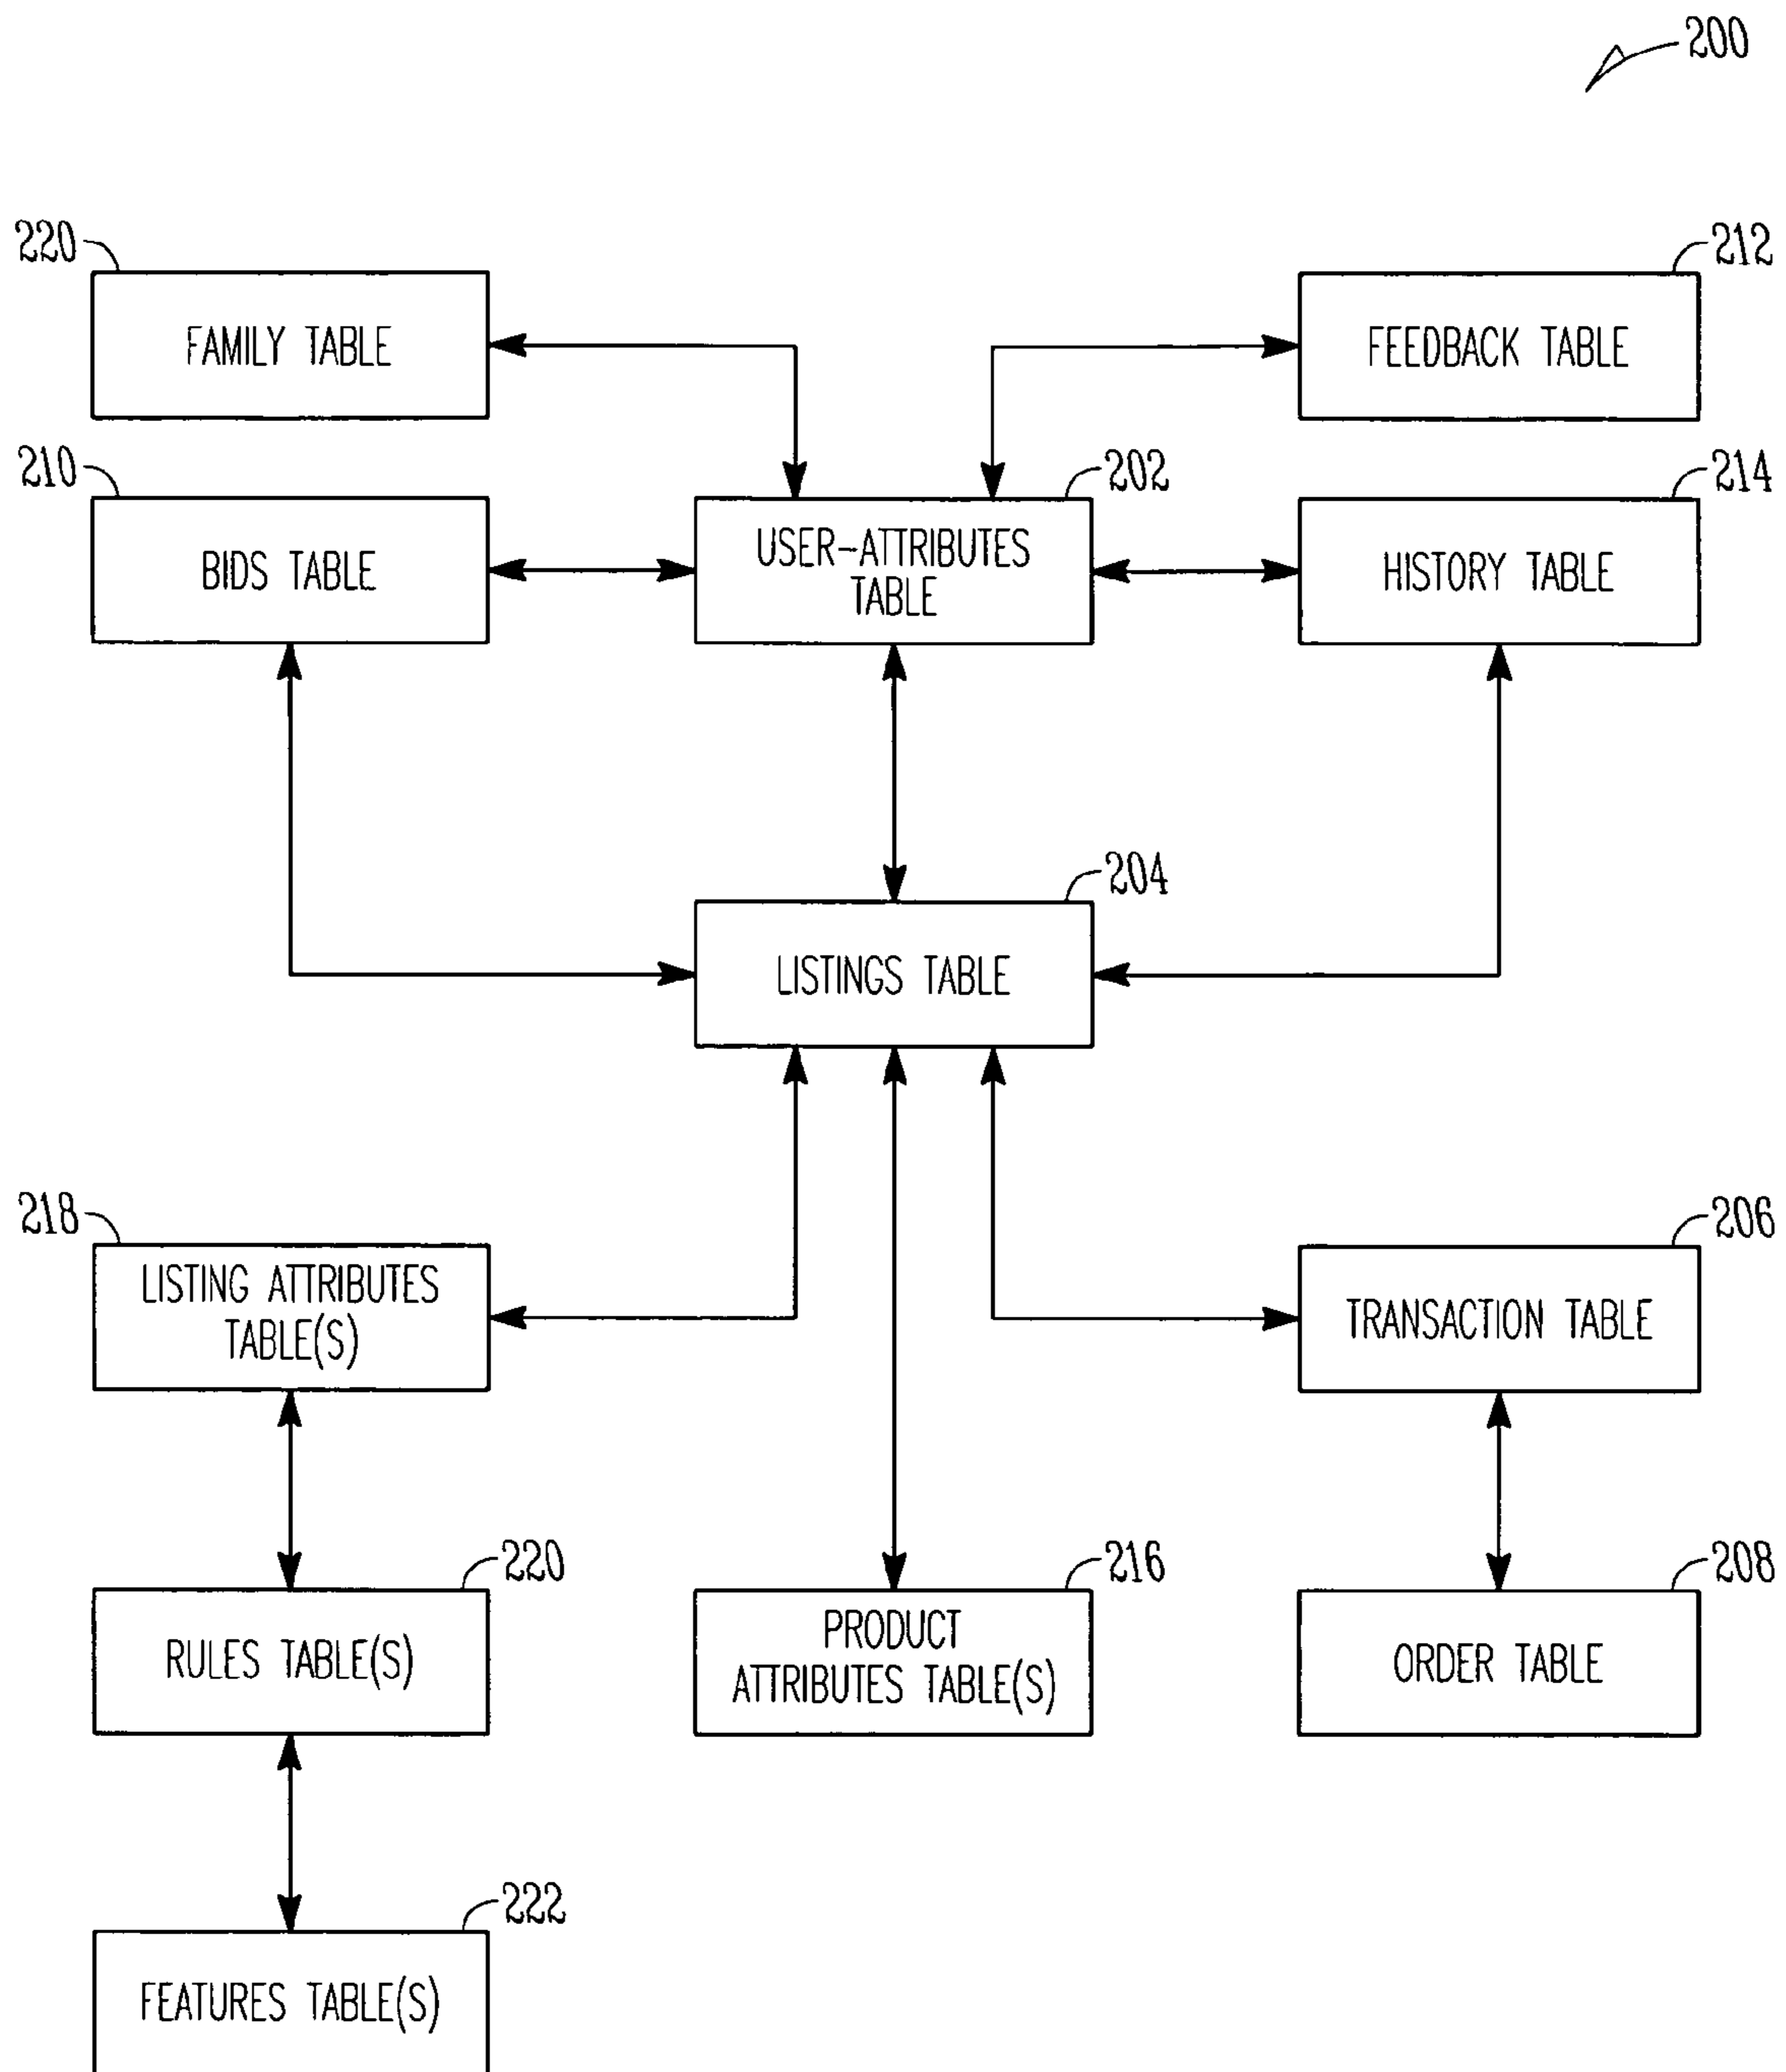 200
220
212
FAMILY TABLE
FEEDBACK TABLE
210
202
214
BIDS TABLE
USER-ATTRIBUTES
TABLE
HISTORY TABLE
204
LISTINGS TABLE
218
206
LISTING ATTRIBUTES
TABLE(S)
TRANSACTION TABLE
220
216
208
RULES TABLE(S)
PRODUCT
ATTRIBUTES TABLE(S)
ORDER TABLE
222
FEATURES TABLE(S)